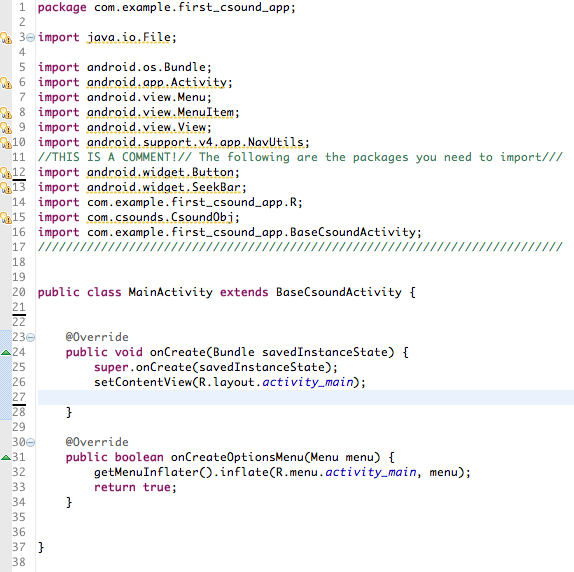 1 package com.example.first_csound_app;
2
3 import java.io.File;
4
5 import android.os.Bundle;
6 import android.app.Activity;
7 import android.view.Menu;
8 import android.view.MenuItem;
9 import android.view.View;
10 import android.support.v4.app.NavUtils;
11 //THIS IS A COMMENT!// The following are the packages you need to import///
12 import android.widget.Button;
13 import android.widget.SeekBar;
14 import com.example.first_csound_app.R;
15 import com.csounds.CsoundObj;
16 import com.example.first_csound_app.BaseCsoundActivity;
17 ///////////////////////////////////////////////////////////////////////////
18
19
20 public class MainActivity extends BaseCsoundActivity {
21
22
23     @Override
24     public void onCreate(Bundle savedInstanceState) {
25         super.onCreate(savedInstanceState);
26         setContentView(R.layout.activity_main);
27
28     }
29
30     @Override
31     public boolean onCreateOptionsMenu(Menu menu) {
32         getMenuInflater().inflate(R.menu.activity_main, menu);
33         return true;
34     }
35
36
37 }
38